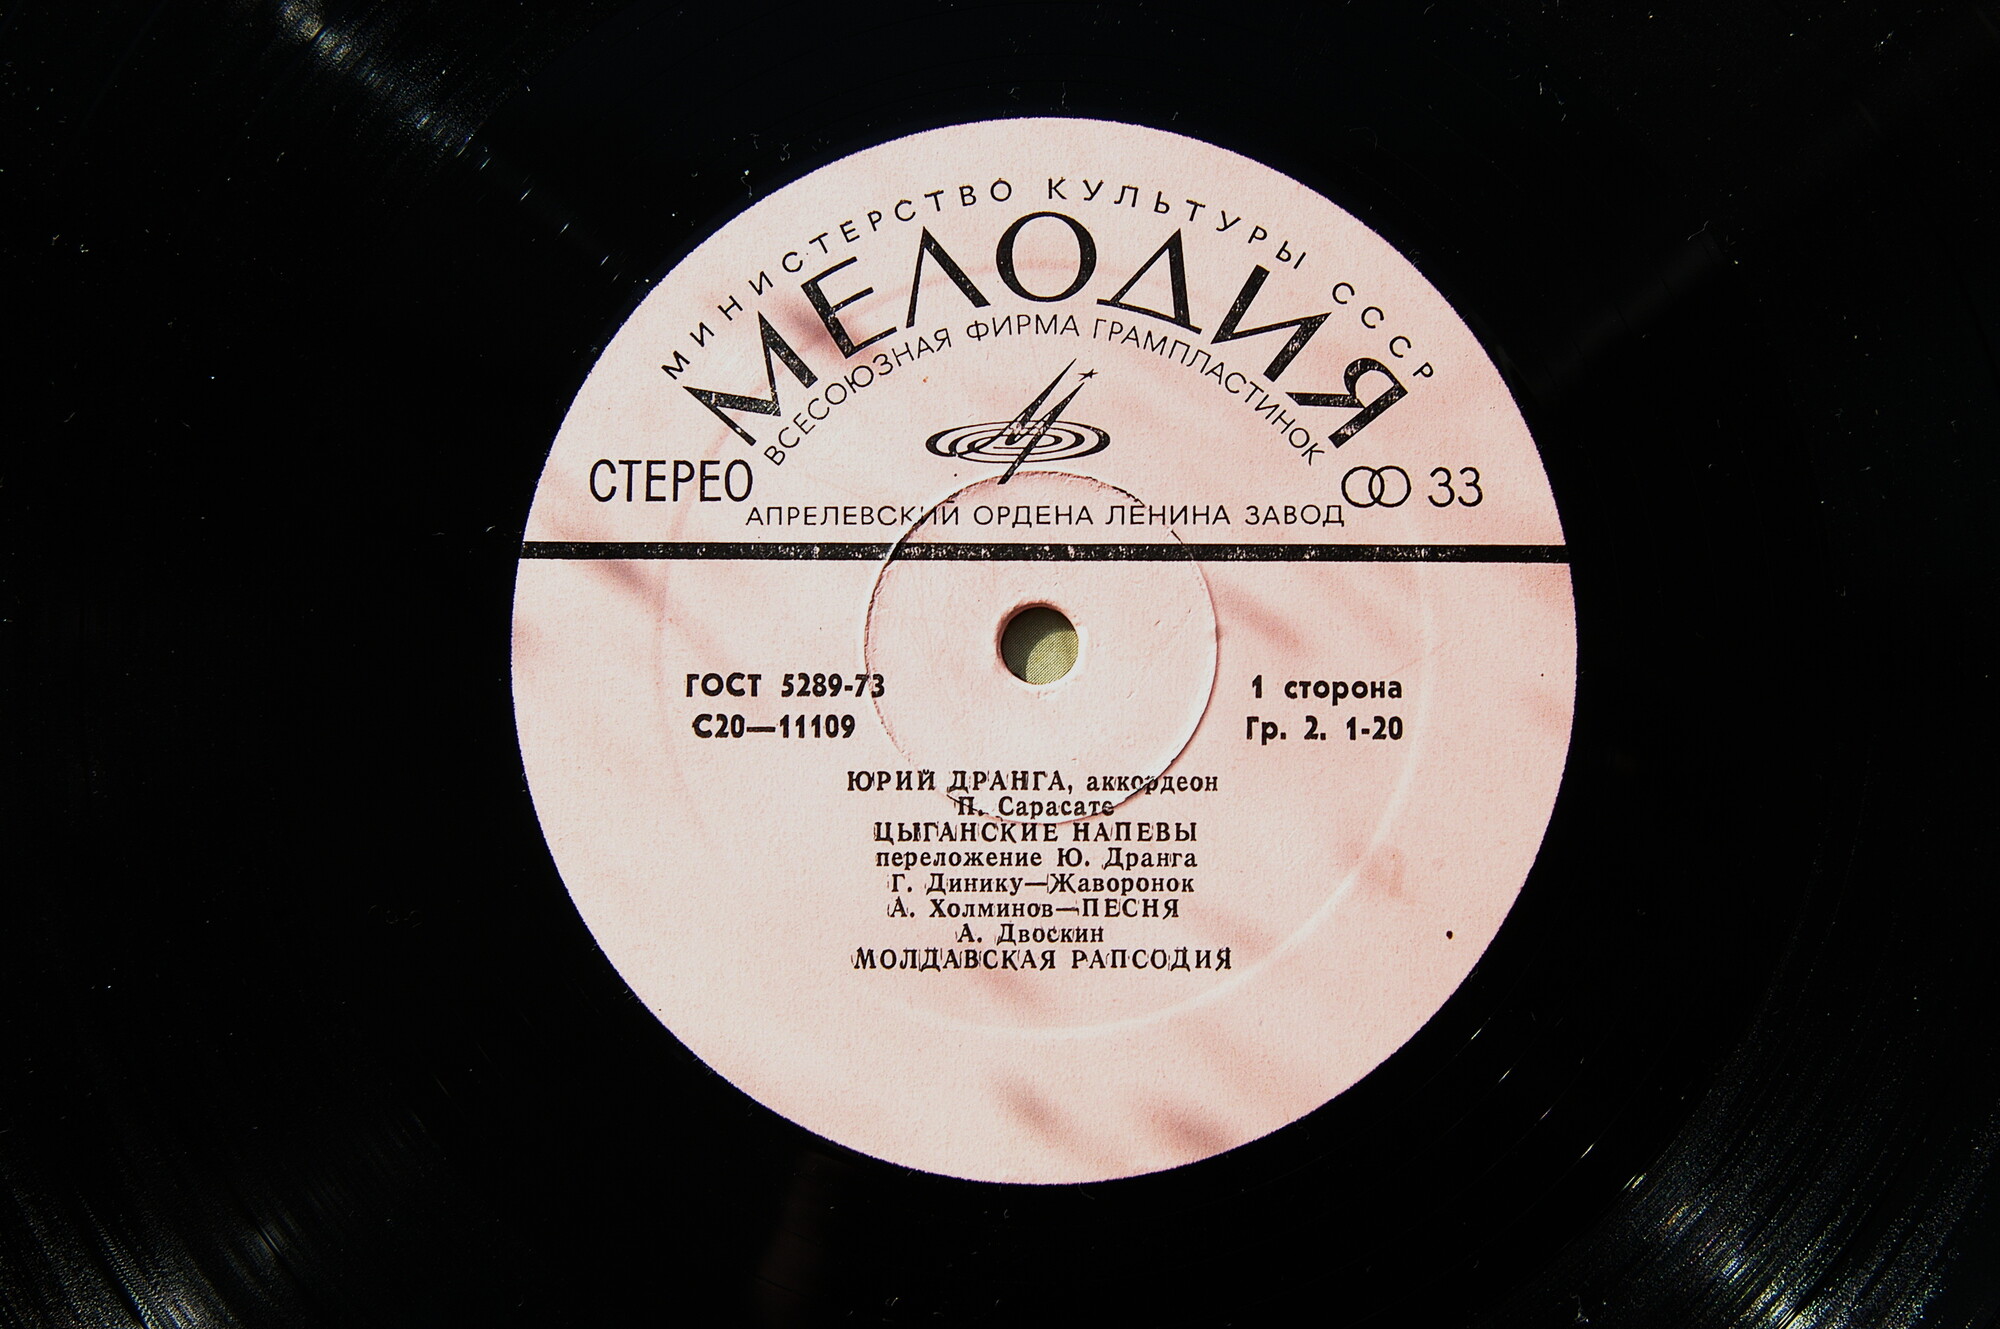 МИНИСТЕРСТВО КУЛЬТУРЫ СССР
МЕЛОДИЯ
ВСЕСОЮЗНАЯ ФИРМА ГРАМПЛАСТИНОК
СТЕРЕО
33
АПРЕЛЕВСКИЙ ОРДЕНА ЛЕНИНА ЗАВОД
ГОСТ 5289-73
С20—11109
1 сторона
Гр. 2. 1-20
ЮРИЙ ДРАНГА, аккордеон
П. Сарасате
ЦЫГАНСКИЕ НАПЕВЫ
переложение Ю. Дранга
Г. Динику—Жаворонок
А. Холминов—ПЕСНЯ
А. Двоскин
МОЛДАВСКАЯ РАПСОДИЯ